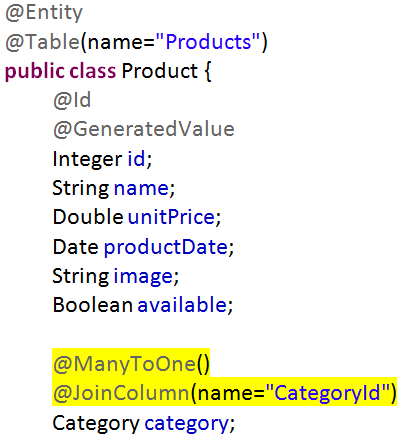 @Entity
@Table(name="Products")
public class Product {
@Id
@GeneratedValue
Integer id;
String name;
Double unitPrice;
Date productDate;
String image;
Boolean available;
@ManyToOne()
@JoinColumn(name="CategoryId")
Category category;